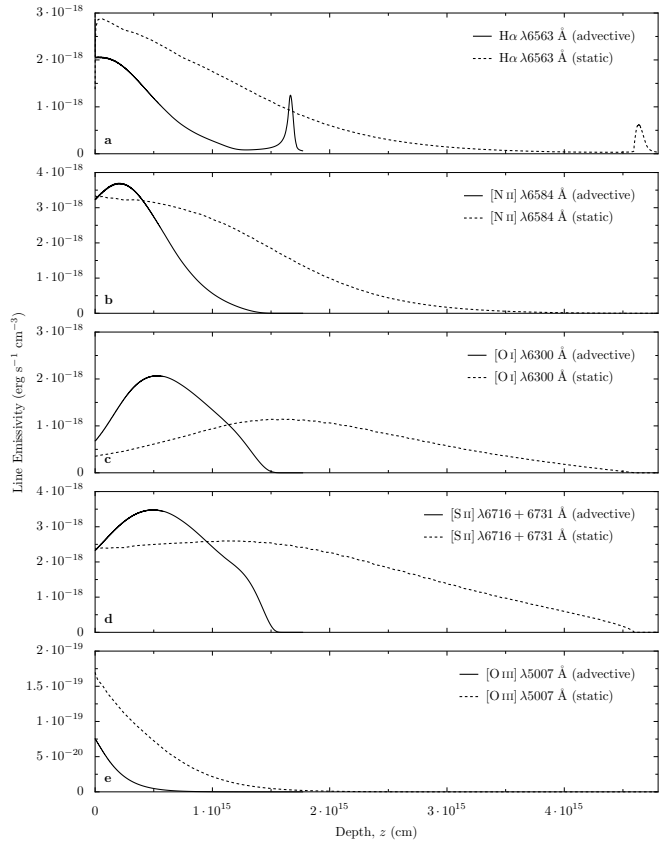 3·10⁻¹⁸
Hα λ6563 Å (advective)
Hα λ6563 Å (static)
2·10⁻¹⁸
1·10⁻¹⁸
a
0
4·10⁻¹⁸
[N II] λ6584 Å (advective)
[N II] λ6584 Å (static)
3·10⁻¹⁸
2·10⁻¹⁸
1·10⁻¹⁸
b
0
Line Emissivity (erg s⁻¹ cm⁻³)
3·10⁻¹⁸
[O I] λ6300 Å (advective)
[O I] λ6300 Å (static)
2·10⁻¹⁸
1·10⁻¹⁸
c
0
4·10⁻¹⁸
[S II] λ6716 + 6731 Å (advective)
[S II] λ6716 + 6731 Å (static)
3·10⁻¹⁸
2·10⁻¹⁸
1·10⁻¹⁸
d
0
2·10⁻¹⁹
[O III] λ5007 Å (advective)
[O III] λ5007 Å (static)
1.5·10⁻¹⁹
1·10⁻¹⁹
5·10⁻²⁰
e
0
0 1·10¹⁵ 2·10¹⁵ 3·10¹⁵ 4·10¹⁵
Depth, z (cm)